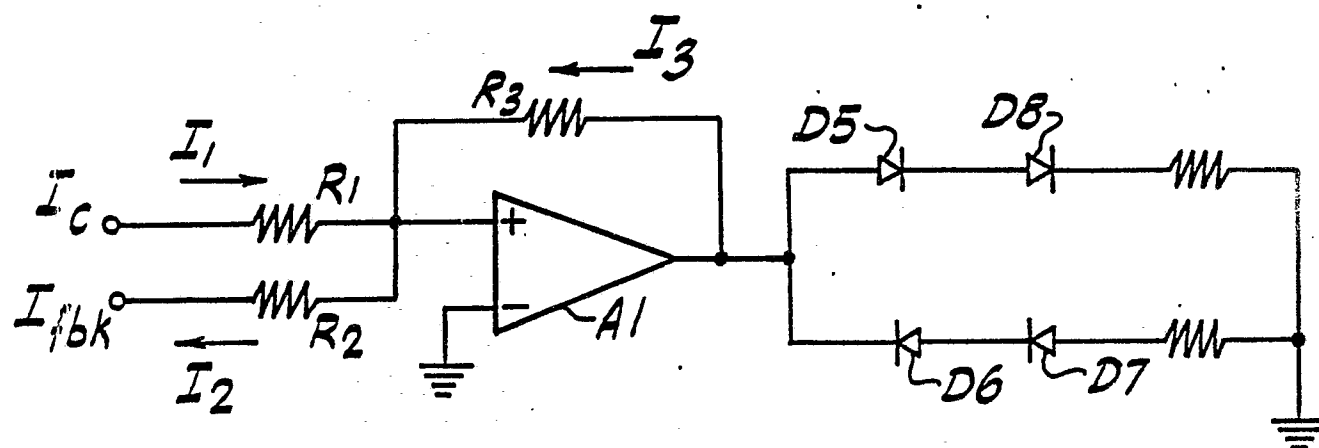 I3
R3
D5
D8
I1
R1
Ic
+
Ifbk
R2
−
A1
I2
D6
D7